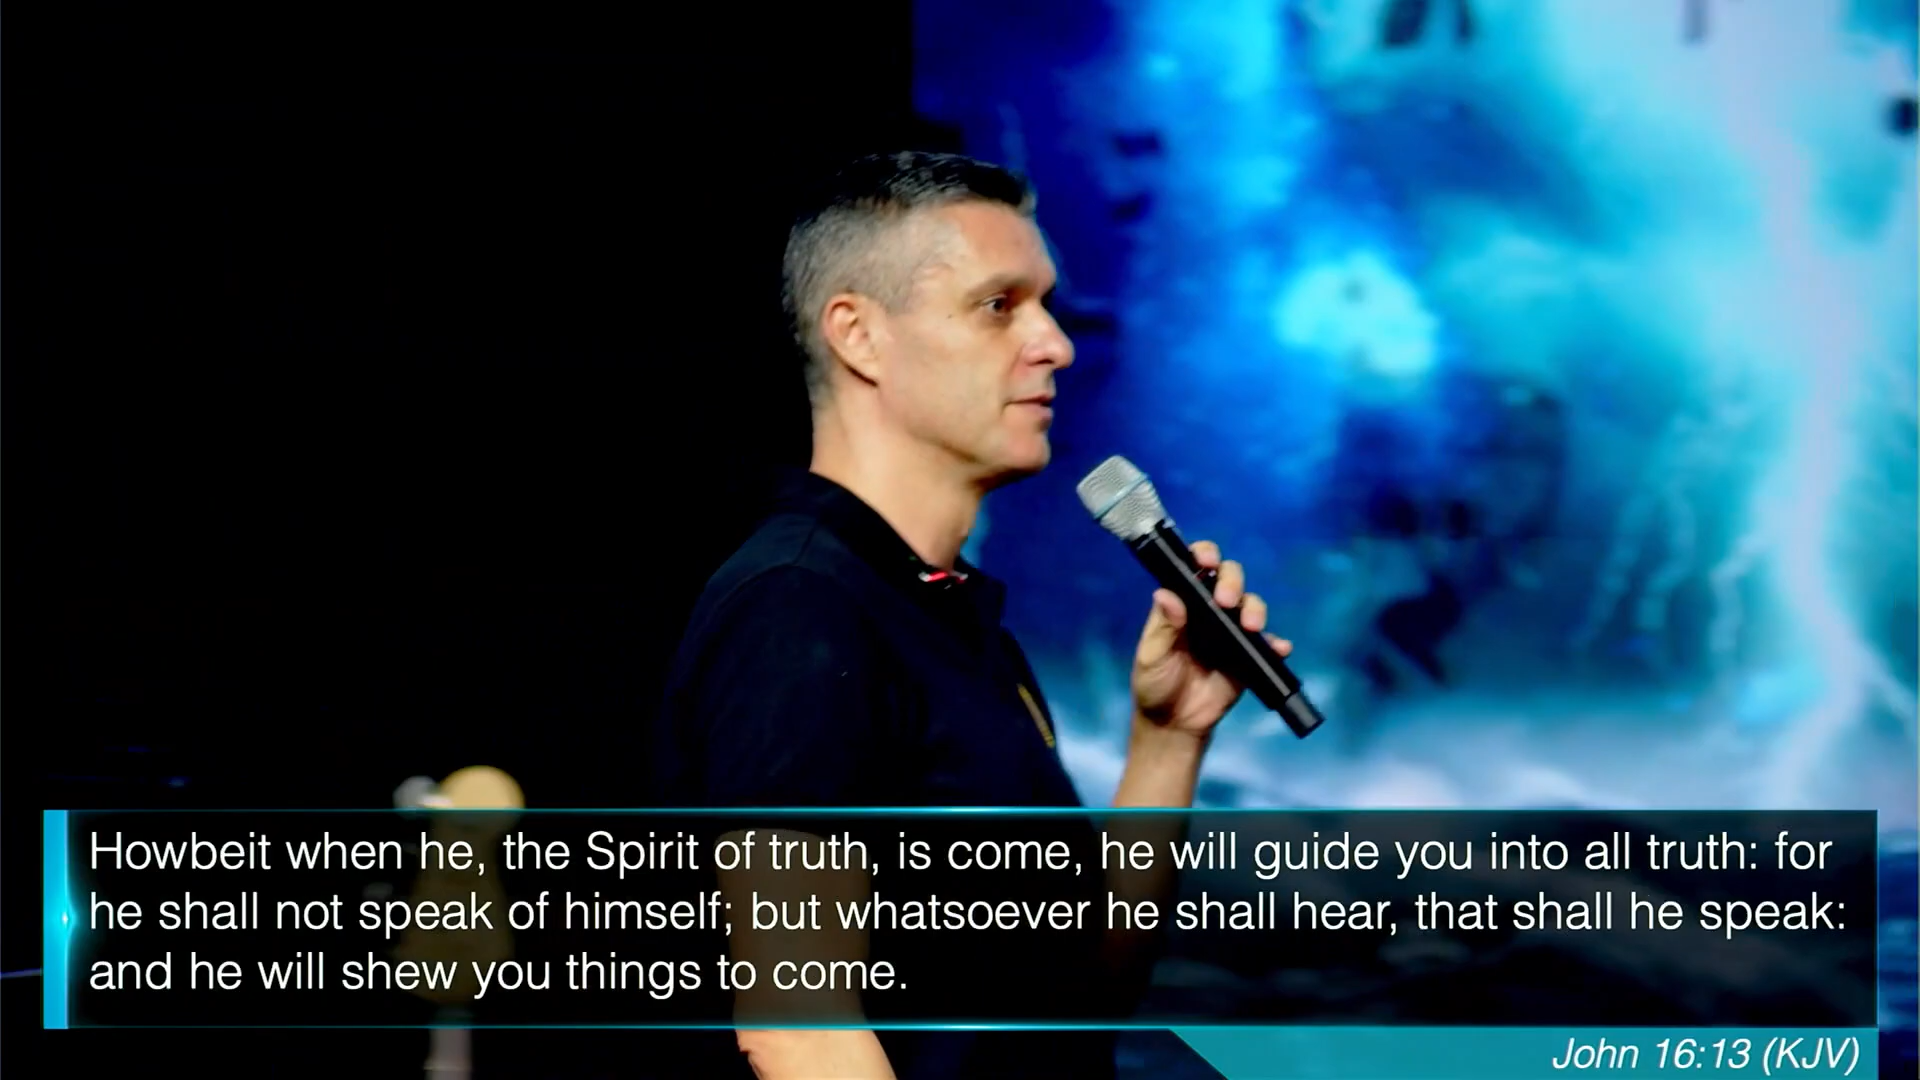 Howbeit when he, the Spirit of truth, is come, he will guide you into all truth: for
he shall not speak of himself; but whatsoever he shall hear, that shall he speak:
and he will shew you things to come.
John 16:13 (KJV)